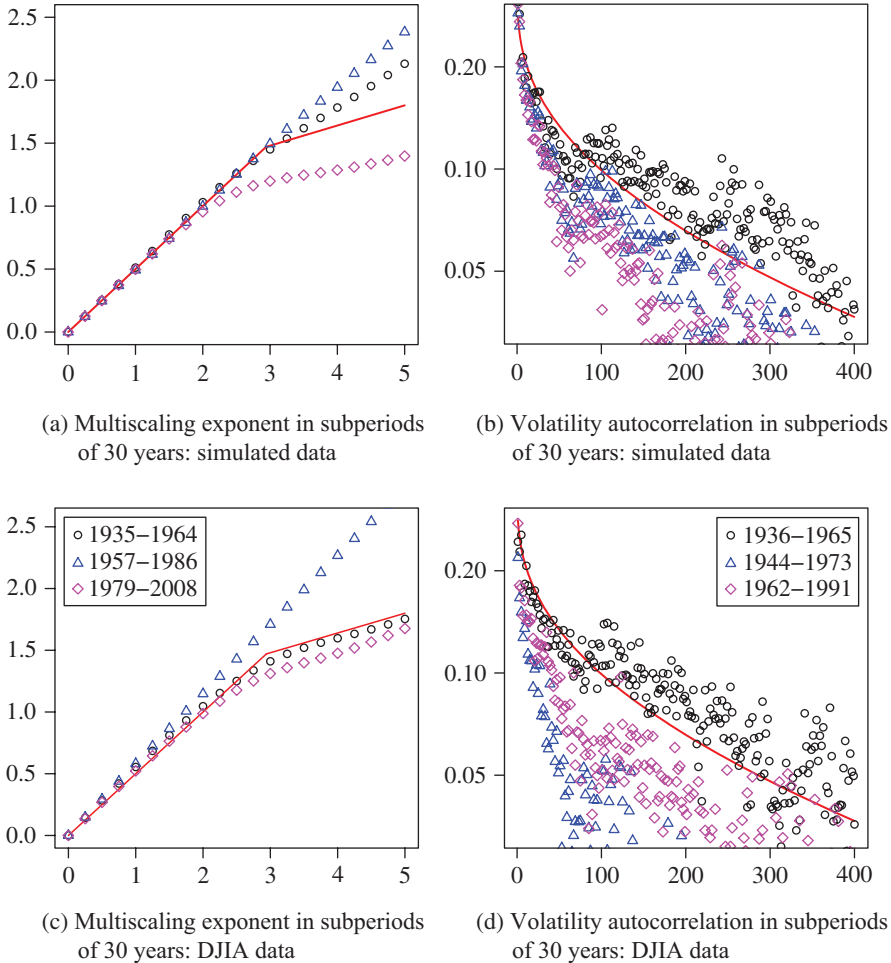 2.5
2.0
1.5
1.0
0.5
0.0
0 1 2 3 4 5
0.20
0.10
0.05
0 100 200 300 400
(a) Multiscaling exponent in subperiods
of 30 years: simulated data
(b) Volatility autocorrelation in subperiods
of 30 years: simulated data
2.5
2.0
1.5
1.0
0.5
0.0
0 1 2 3 4 5
1935−1964
1957−1986
1979−2008
0.20
0.10
0.05
0 100 200 300 400
1936−1965
1944−1973
1962−1991
(c) Multiscaling exponent in subperiods
of 30 years: DJIA data
(d) Volatility autocorrelation in subperiods
of 30 years: DJIA data